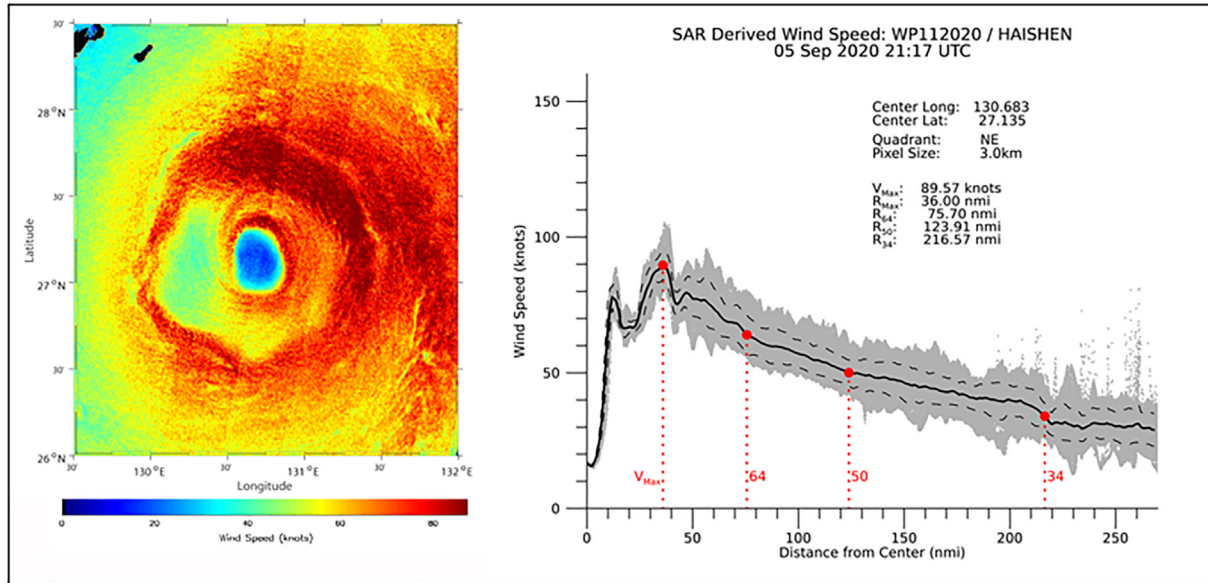 30'
28°N
30'
27°N
30'
26°N
30'
130°E
30'
131°E
30'
132°E
Latitude
Longitude
0
20
40
60
80
Wind Speed (knots)
SAR Derived Wind Speed: WP112020 / HAISHEN
05 Sep 2020 21:17 UTC
Center Long: 130.683
Center Lat: 27.135
Quadrant: NE
Pixel Size: 3.0km
VMax: 89.57 knots
RMax: 36.00 nmi
R64: 75.70 nmi
R50: 123.91 nmi
R34: 216.57 nmi
150
100
50
0
Wind Speed (knots)
VMax
64
50
34
0
50
100
150
200
250
Distance from Center (nmi)